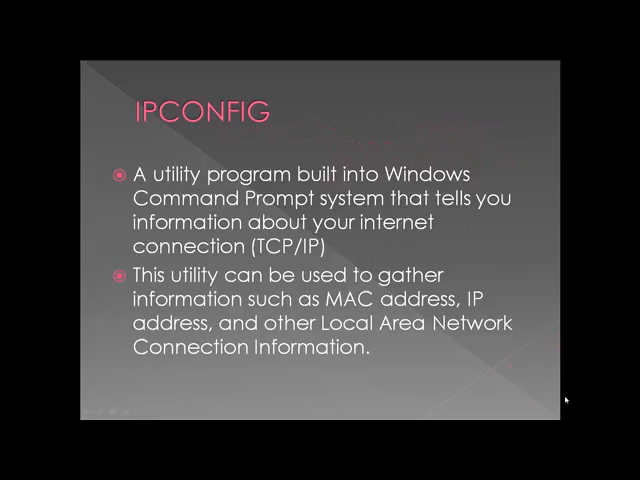 IPCONFIG
A utility program built into Windows
Command Prompt system that tells you
information about your internet
connection (TCP/IP)
This utility can be used to gather
information such as MAC address, IP
address, and other Local Area Network
Connection Information.